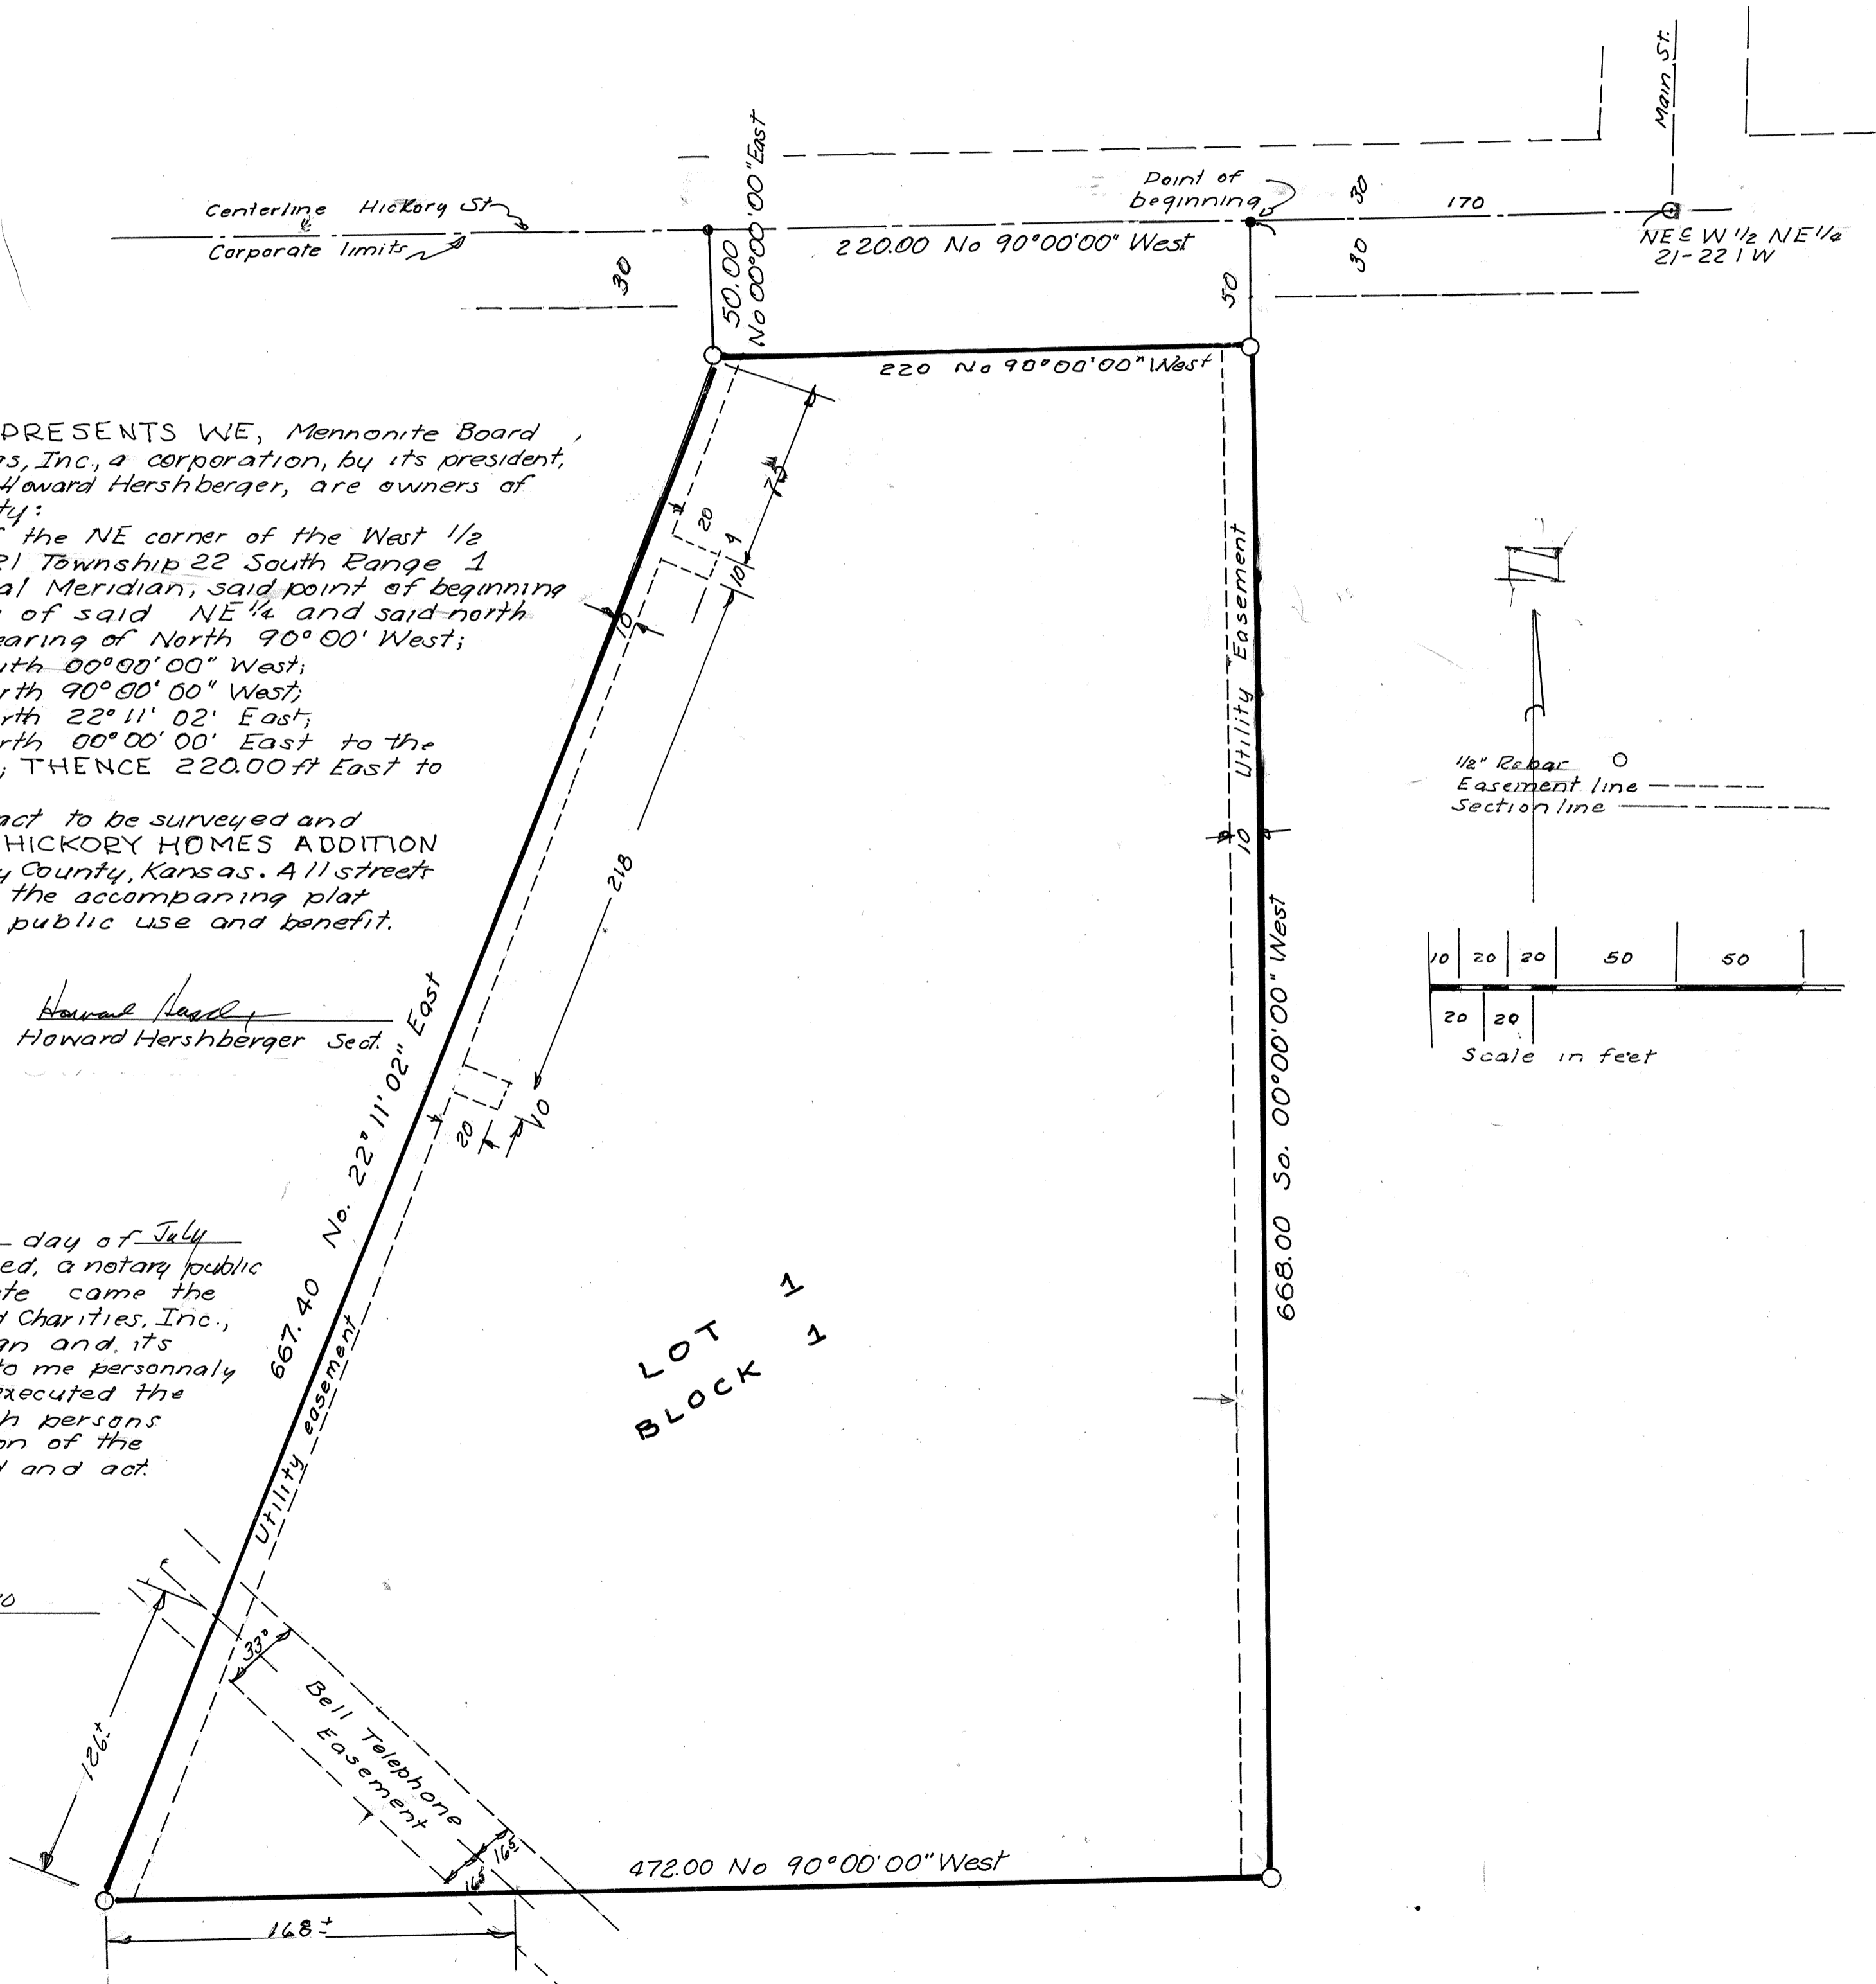 Main St.
Centerline Hickory St.
Corporate limits
30
50.00
No 00°00'00" East
Point of
beginning
220.00 No 90°00'00" West
30
30
170
50
NE c W 1/2 NE 1/4
21-22 1 W
220 No 90°00'00" West
PRESENTS WE, Mennonite Board
s, Inc., a corporation, by its president,
Howard Hershberger, are owners of
ty:
the NE corner of the West 1/2
21 Township 22 South Range 1
al Meridian, said point of beginning
of said NE 1/4 and said north
earing of North 90°00' West;
uth 00°00'00" West;
rth 90°00'00" West;
rth 22°11'02' East;
rth 00°00'00' East to the
; THENCE 220.00 ft East to
act to be surveyed and
HICKORY HOMES ADDITION
y County, Kansas. All streets
the accompaning plat
public use and benefit.
Howard Hershberger Sect.
20
9
10
10
218
20
10
10 Utility Easement
668.00 So. 00°00'00" West
1/2" Rebar
Easement line
Section line
10 20 20 50 50
20 20
Scale in feet
667.40 No. 22°11'02" East
Utility easement
day of July
ed, a notary public
te came the
d Charities, Inc.,
an and, its
to me personnaly
executed the
h persons
on of the
d and act.
LOT 1
BLOCK 1
33°
Bell Telephone
Easement
16⁵
16⁵
126±
472.00 No 90°00'00" West
168±